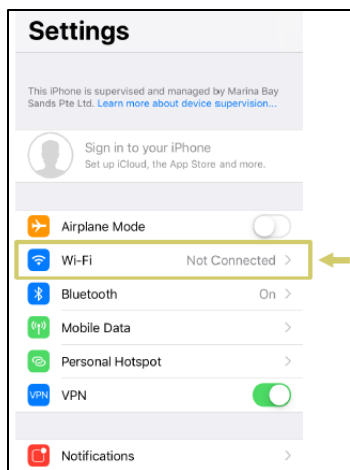 Settings
This iPhone is supervised and managed by Marina Bay
Sands Pte Ltd. Learn more about device supervision...
Sign in to your iPhone
Set up iCloud, the App Store and more.
Airplane Mode
Wi-Fi Not Connected
Bluetooth On
Mobile Data
Personal Hotspot
VPN VPN
Notifications